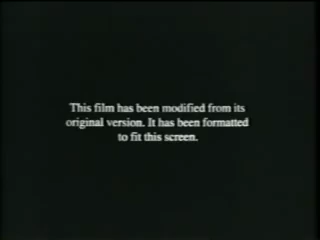 This film has been modified from its
original version. It has been formatted
to fit this screen.